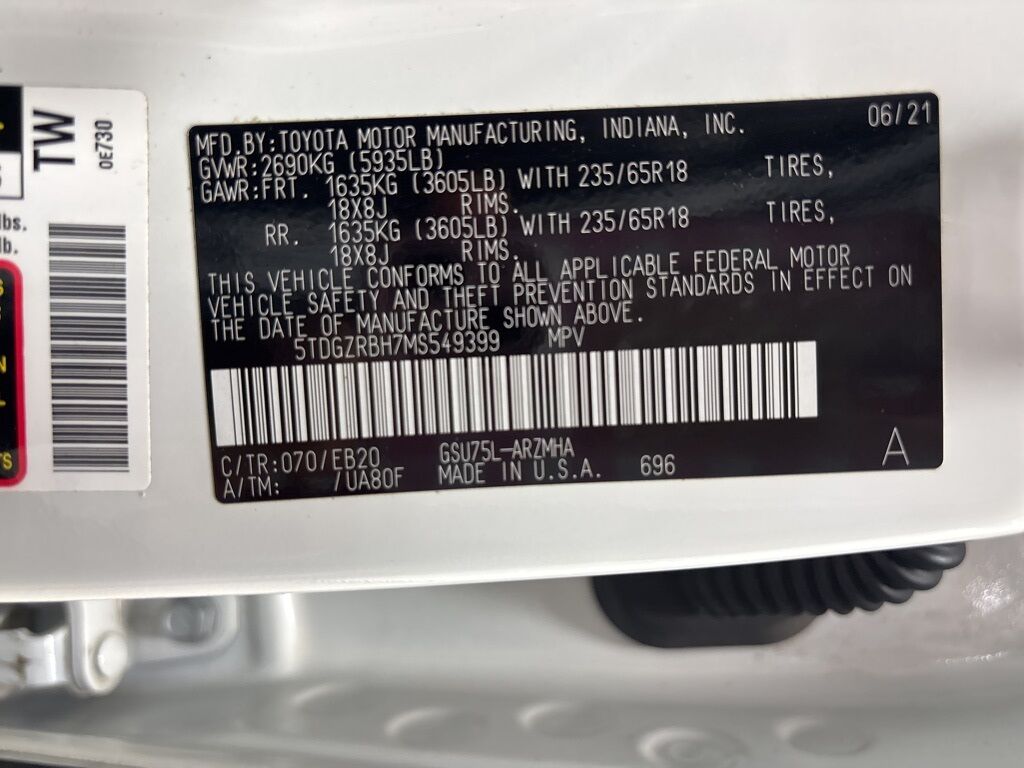 TW
0E730
lbs.
lb.
MFD.BY:TOYOTA MOTOR MANUFACTURING, INDIANA, INC. 06/21
GVWR:2690KG (5935LB)
GAWR:FRT. 1635KG (3605LB) WITH 235/65R18 TIRES,
18X8J RIMS.
RR. 1635KG (3605LB) WITH 235/65R18 TIRES,
18X8J RIMS.
THIS VEHICLE CONFORMS TO ALL APPLICABLE FEDERAL MOTOR
VEHICLE SAFETY AND THEFT PREVENTION STANDARDS IN EFFECT ON
THE DATE OF MANUFACTURE SHOWN ABOVE.
5TDGZRBH7MS549399 MPV
C/TR:070/EB20 GSU75L-ARZMHA
A/TM: /UA80F MADE IN U.S.A. 696 A